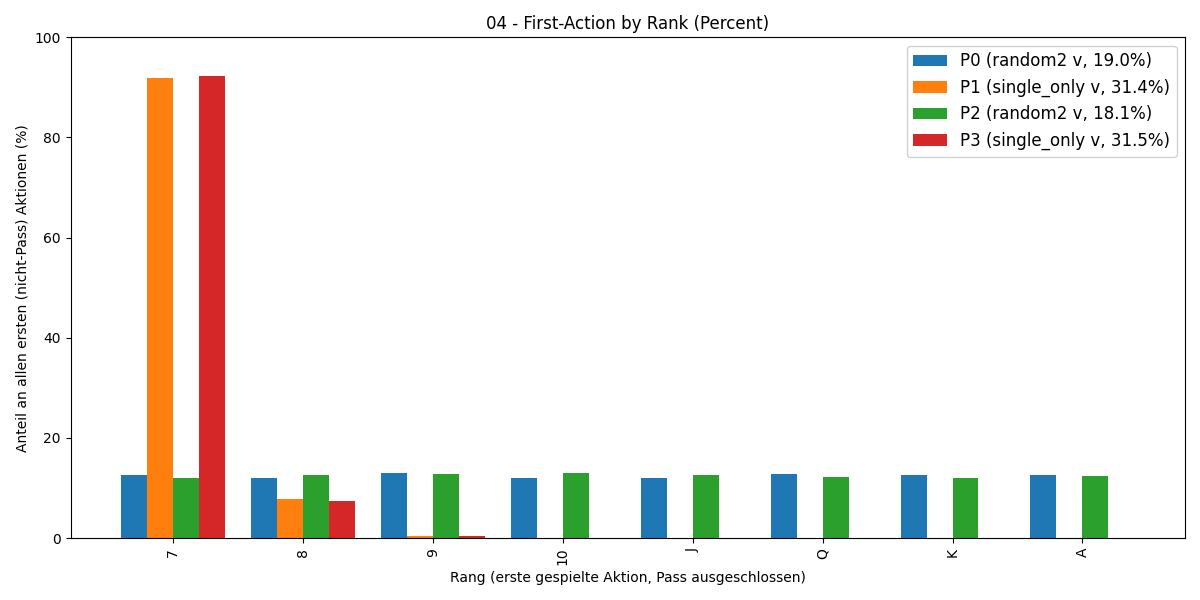 04 - First-Action by Rank (Percent)
Anteil an allen ersten (nicht-Pass) Aktionen (%)
100
80
60
40
20
0
P0 (random2 v, 19.0%)
P1 (single_only v, 31.4%)
P2 (random2 v, 18.1%)
P3 (single_only v, 31.5%)
7
8
9
10
J
Q
K
A
Rang (erste gespielte Aktion, Pass ausgeschlossen)